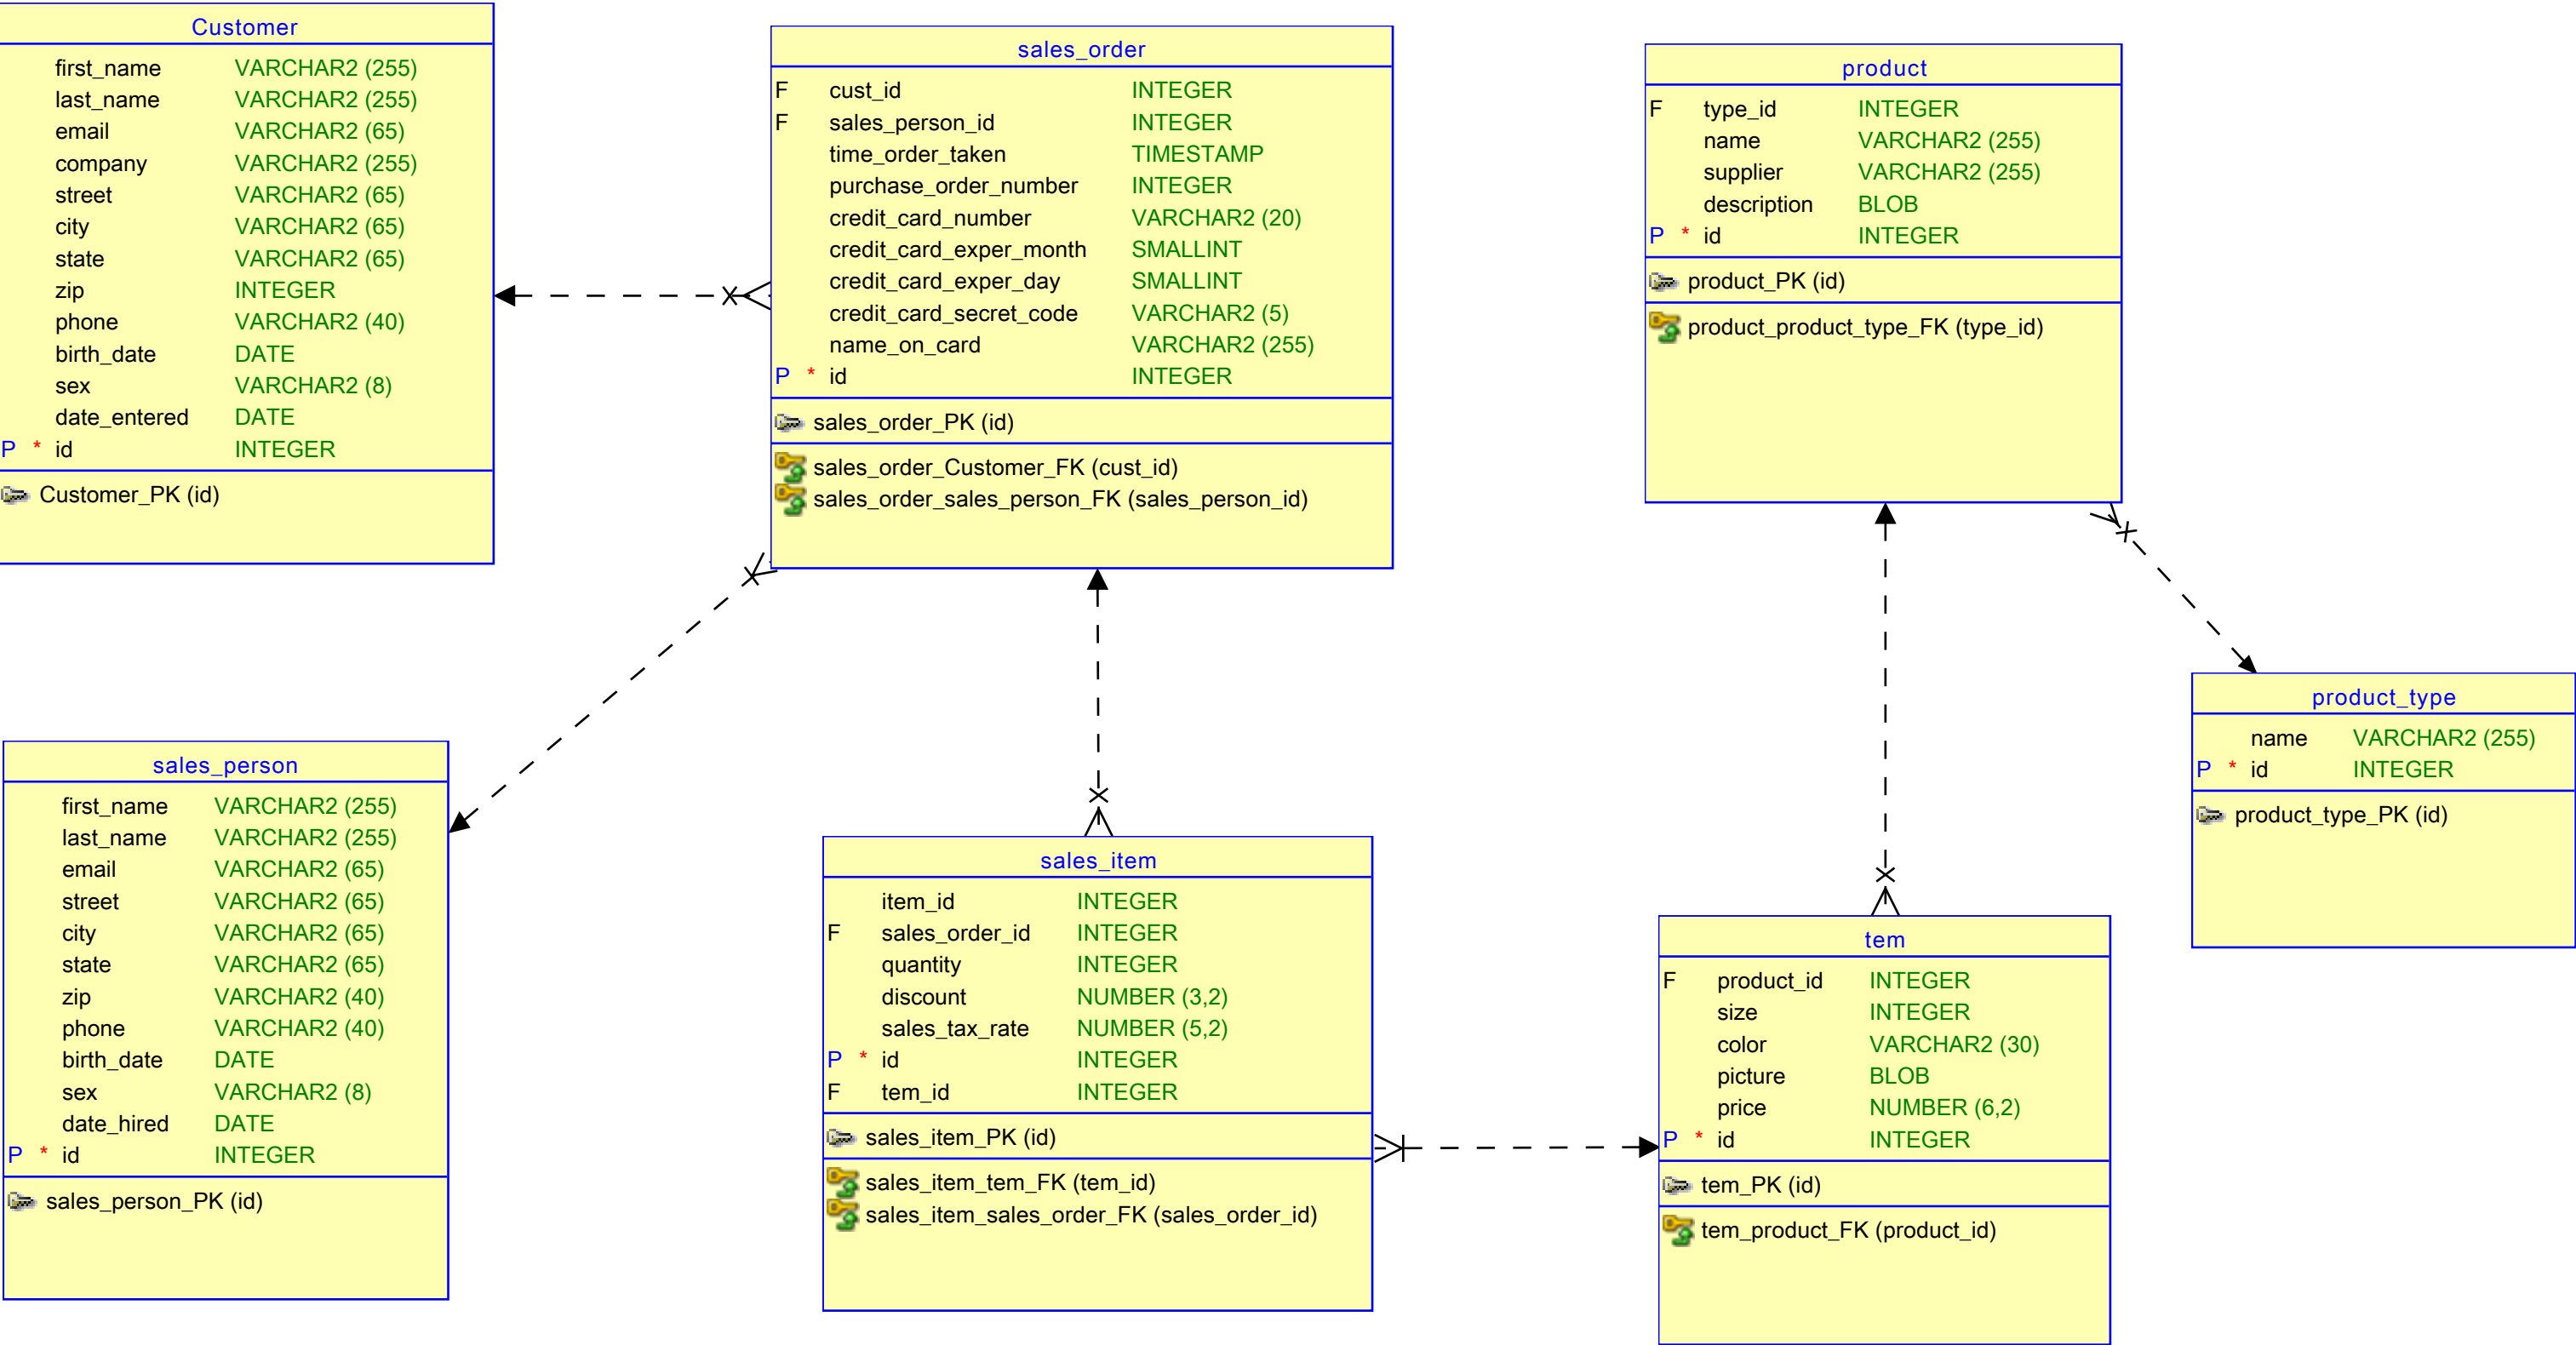 Customer
first_name VARCHAR2 (255)
last_name VARCHAR2 (255)
email VARCHAR2 (65)
company VARCHAR2 (255)
street VARCHAR2 (65)
city VARCHAR2 (65)
state VARCHAR2 (65)
zip INTEGER
phone VARCHAR2 (40)
birth_date DATE
sex VARCHAR2 (8)
date_entered DATE
P * id INTEGER
Customer_PK (id)
sales_order
F cust_id INTEGER
F sales_person_id INTEGER
time_order_taken TIMESTAMP
purchase_order_number INTEGER
credit_card_number VARCHAR2 (20)
credit_card_exper_month SMALLINT
credit_card_exper_day SMALLINT
credit_card_secret_code VARCHAR2 (5)
name_on_card VARCHAR2 (255)
P * id INTEGER
sales_order_PK (id)
sales_order_Customer_FK (cust_id)
sales_order_sales_person_FK (sales_person_id)
product
F type_id INTEGER
name VARCHAR2 (255)
supplier VARCHAR2 (255)
description BLOB
P * id INTEGER
product_PK (id)
product_product_type_FK (type_id)
product_type
name VARCHAR2 (255)
P * id INTEGER
product_type_PK (id)
sales_person
first_name VARCHAR2 (255)
last_name VARCHAR2 (255)
email VARCHAR2 (65)
street VARCHAR2 (65)
city VARCHAR2 (65)
state VARCHAR2 (65)
zip VARCHAR2 (40)
phone VARCHAR2 (40)
birth_date DATE
sex VARCHAR2 (8)
date_hired DATE
P * id INTEGER
sales_person_PK (id)
sales_item
item_id INTEGER
F sales_order_id INTEGER
quantity INTEGER
discount NUMBER (3,2)
sales_tax_rate NUMBER (5,2)
P * id INTEGER
F tem_id INTEGER
sales_item_PK (id)
sales_item_tem_FK (tem_id)
sales_item_sales_order_FK (sales_order_id)
tem
F product_id INTEGER
size INTEGER
color VARCHAR2 (30)
picture BLOB
price NUMBER (6,2)
P * id INTEGER
tem_PK (id)
tem_product_FK (product_id)